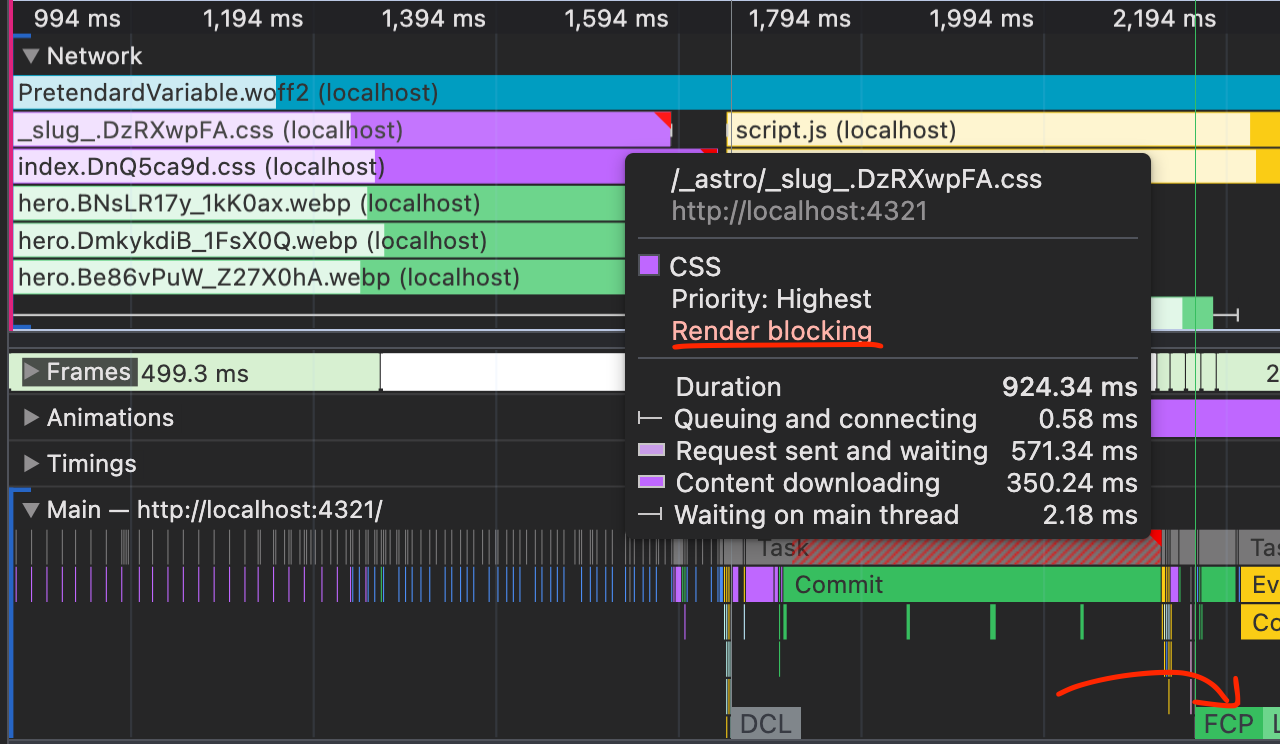 994 ms 1,194 ms 1,394 ms 1,594 ms 1,794 ms 1,994 ms 2,194 ms
Network
PretendardVariable.woff2 (localhost)
_slug_.DzRXwpFA.css (localhost) script.js (localhost)
index.DnQ5ca9d.css (localhost)
hero.BNsLR17y_1kK0ax.webp (localhost)
hero.DmkykdiB_1FsX0Q.webp (localhost)
hero.Be86vPuW_Z27X0hA.webp (localhost)
/_astro/_slug_.DzRXwpFA.css
http://localhost:4321
CSS
Priority: Highest
Render blocking
Duration 924.34 ms
Queuing and connecting 0.58 ms
Request sent and waiting 571.34 ms
Content downloading 350.24 ms
Waiting on main thread 2.18 ms
Frames 499.3 ms 2
Animations
Timings
Main — http://localhost:4321/
Task Tas
Commit Ev
Co
DCL FCP L